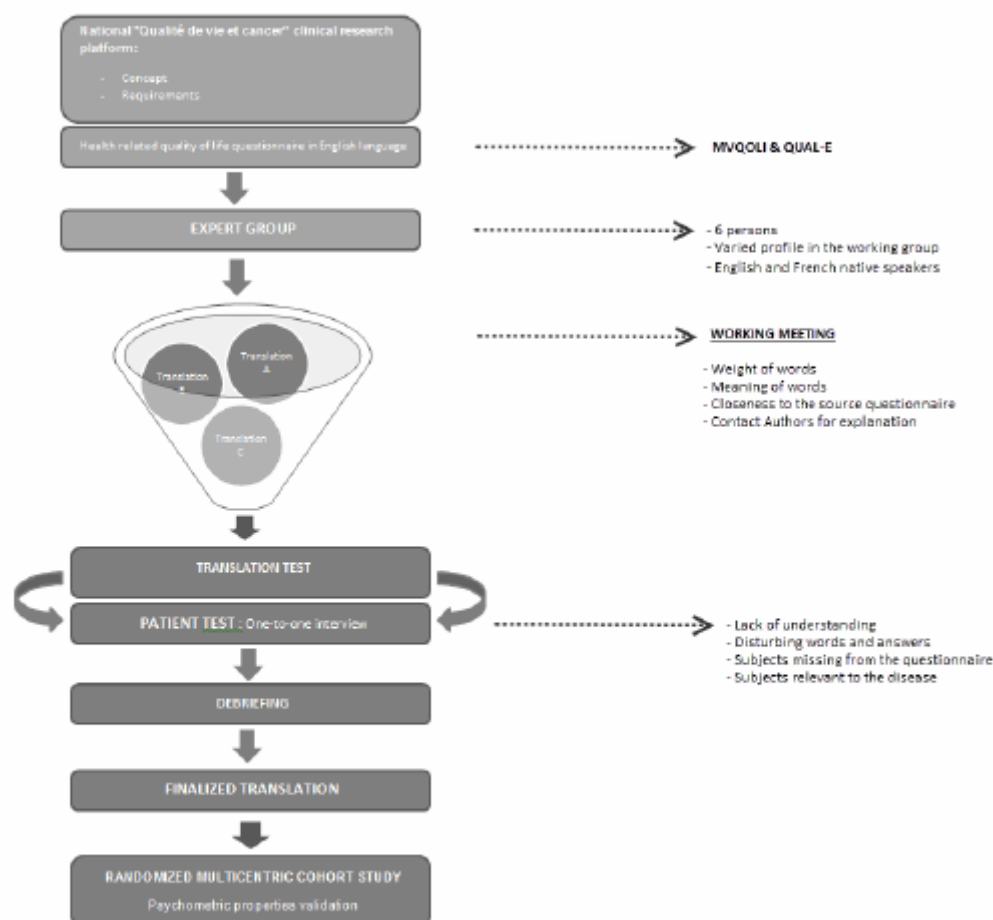 National "Qualité de vie et cancer" clinical research
platform:
- Concept
- Requirements
Health related quality of life questionnaire in English language
MVQOLI & QUAL-E
EXPERT GROUP
- 6 persons
- Varied profile in the working group
- English and French native speakers
Translation
A
Translation
B
Translation
C
WORKING MEETING
- Weight of words
- Meaning of words
- Closeness to the source questionnaire
- Contact Authors for explanation
TRANSLATION TEST
PATIENT TEST : One-to-one interview
- Lack of understanding
- Disturbing words and answers
- Subjects missing from the questionnaire
- Subjects relevant to the disease
DEBRIEFING
FINALIZED TRANSLATION
RANDOMIZED MULTICENTRIC COHORT STUDY
Psychometric properties validation